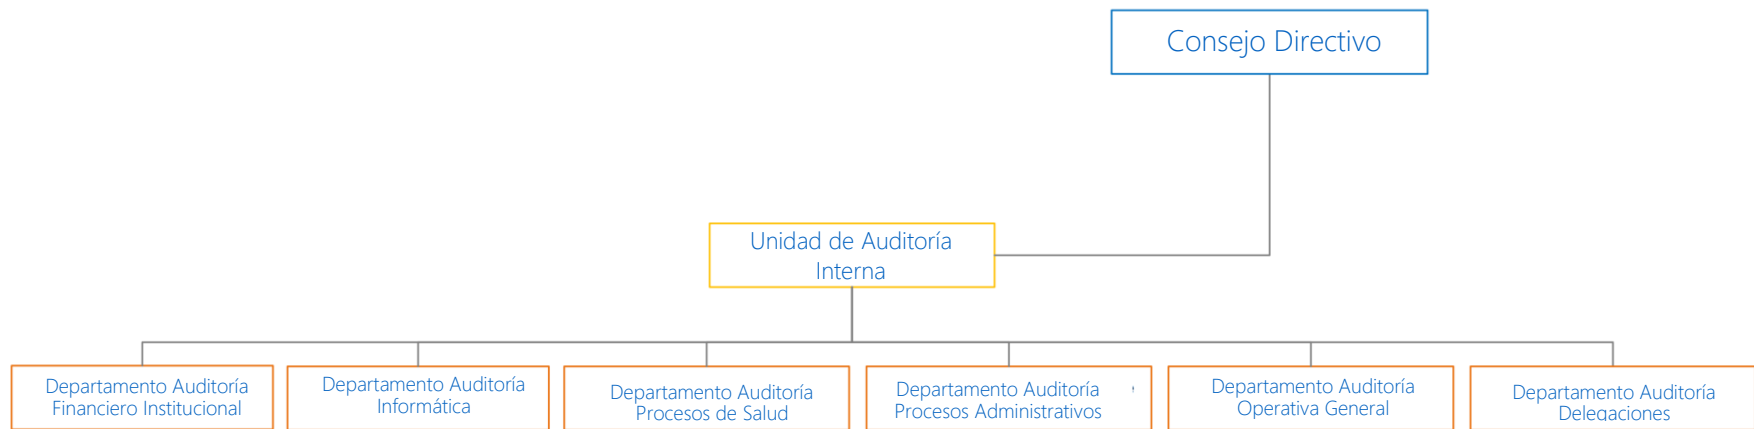 Consejo Directivo
Unidad de Auditoría
Interna
Departamento Auditoría
Financiero Institucional
Departamento Auditoría
Informática
Departamento Auditoría
Procesos de Salud
Departamento Auditoría
Procesos Administrativos
Departamento Auditoría
Operativa General
Departamento Auditoría
Delegaciones